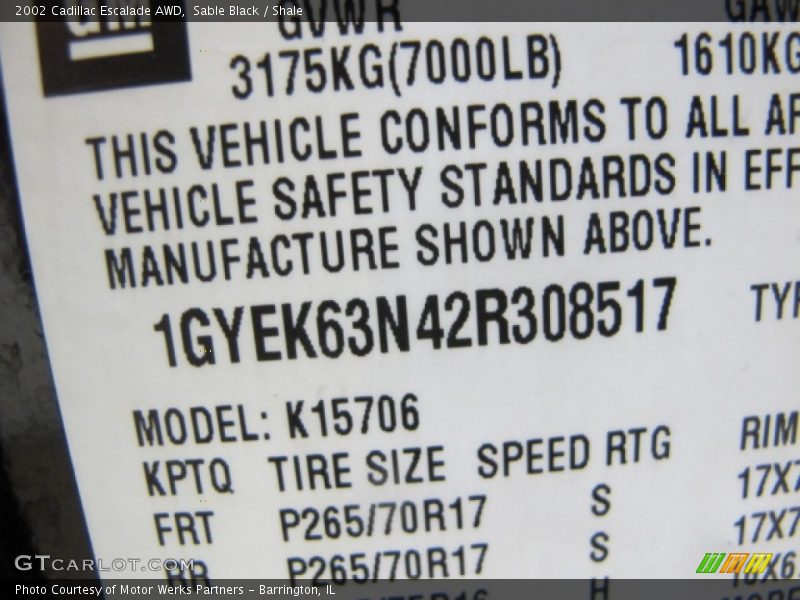 2002 Cadillac Escalade AWD, Sable Black / Shale
GVWR
3175KG(7000LB) 1610KG
THIS VEHICLE CONFORMS TO ALL
VEHICLE SAFETY STANDARDS IN EFF
MANUFACTURE SHOWN ABOVE.
1GYEK63N42R308517 TYP
MODEL: K15706
KPTQ TIRE SIZE SPEED RTG RIM
FRT P265/70R17 S 17X7
RR P265/70R17 S 17X7
H
GTCARLOT.COM
Photo Courtesy of Motor Werks Partners - Barrington, IL